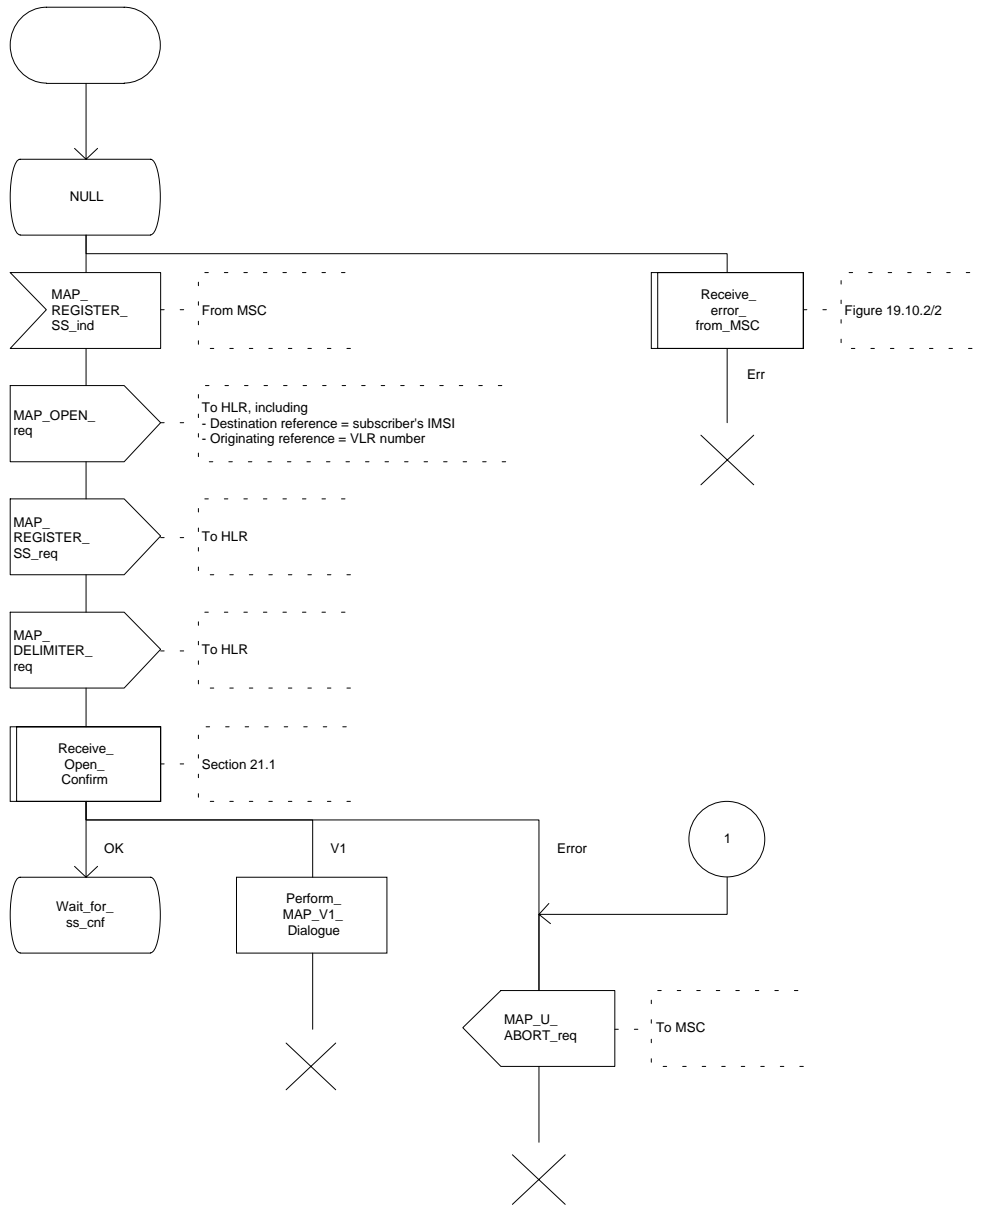 NULL
MAP_
REGISTER_
SS_ind
From MSC
Receive_
error_
from_MSC
Figure 19.10.2/2
Err
MAP_OPEN_
req
To HLR, including
- Destination reference = subscriber's IMSI
- Originating reference = VLR number
MAP_
REGISTER_
SS_req
To HLR
MAP_
DELIMITER_
req
To HLR
Receive_
Open_
Confirm
Section 21.1
OK
V1
Error
1
Wait_for_
ss_cnf
Perform_
MAP_V1_
Dialogue
MAP_U_
ABORT_req
To MSC